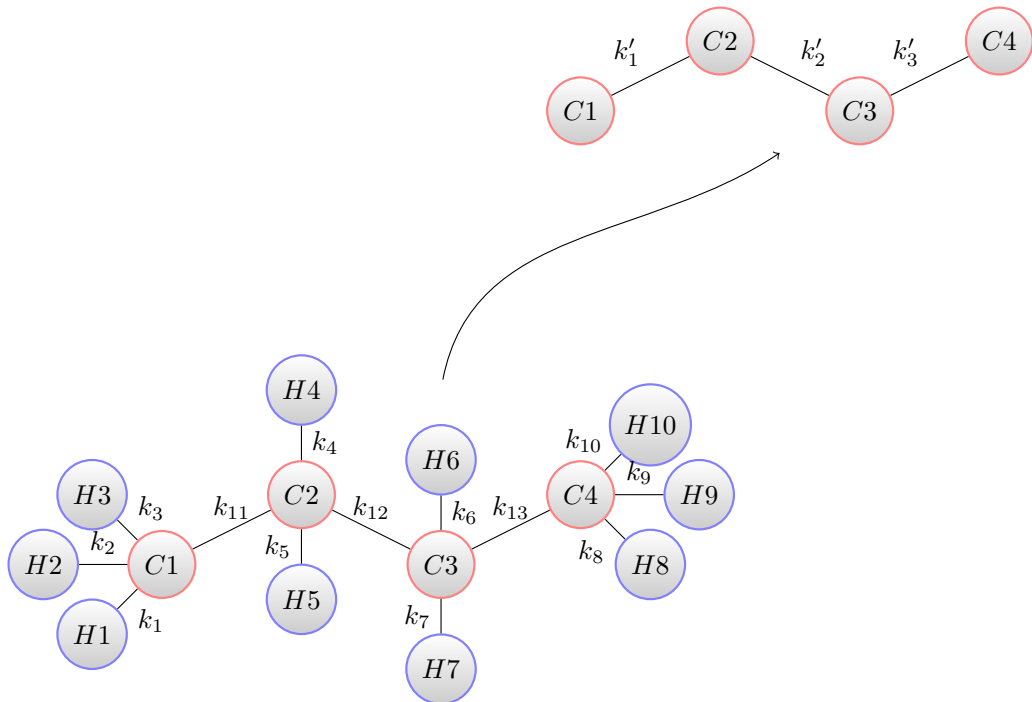 C1
k′₁
C2
k′₂
C3
k′₃
C4
H1
H2
H3
k₁
k₂
k₃
C1
k₁₁
H4
k₄
C2
k₅
H5
k₁₂
H6
k₆
C3
k₇
H7
k₁₃
C4
k₁₀
H10
k₉
H9
k₈
H8